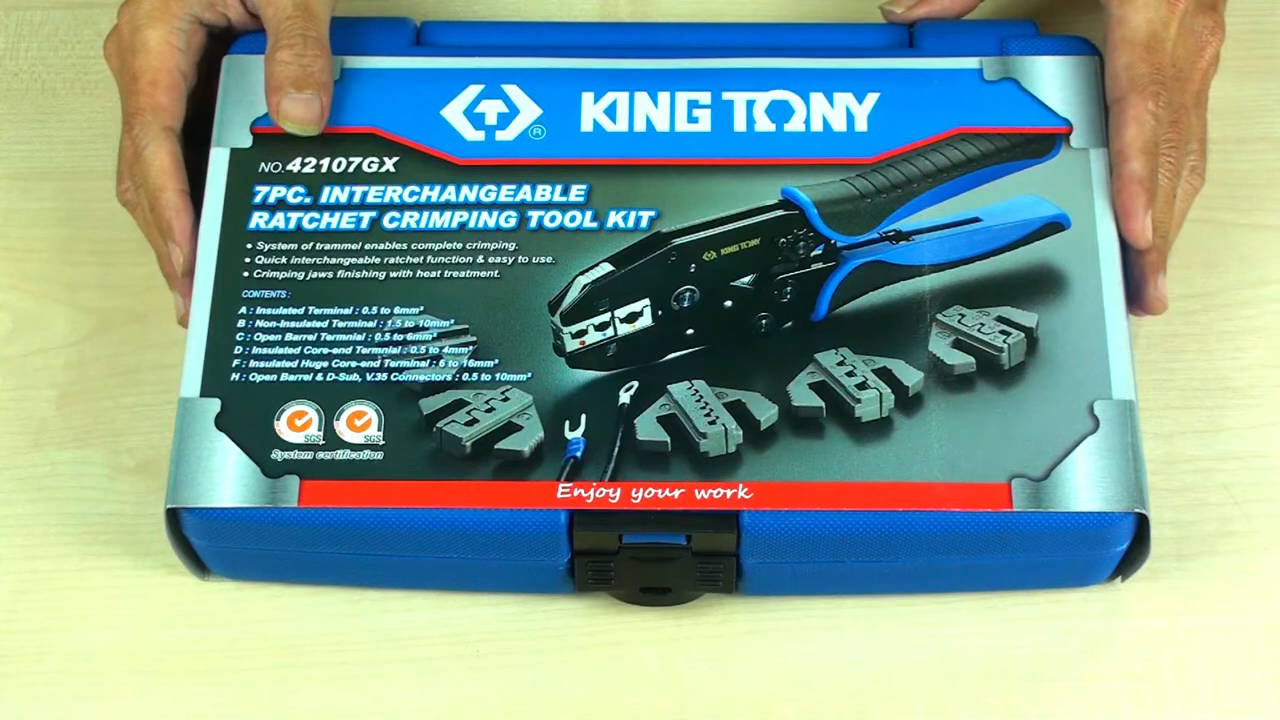 KING TONY
NO.42107GX
7PC. INTERCHANGEABLE
RATCHET CRIMPING TOOL KIT
• System of trammel enables complete crimping.
• Quick interchangeable ratchet function & easy to use.
• Crimping jaws finishing with heat treatment.
KING TONY
CONTENTS :
A : Insulated Terminal : 0.5 to 6mm²
B : Non-Insulated Terminal : 1.5 to 10mm²
C : Open Barrel Termnial : 0.5 to 6mm²
D : Insulated Core-end Termnial : 0.5 to 4mm²
F : Insulated Huge Core-end Terminal : 6 to 16mm²
H : Open Barrel & D-Sub, V.35 Connectors : 0.5 to 10mm²
SGS SGS
System certification
Enjoy your work